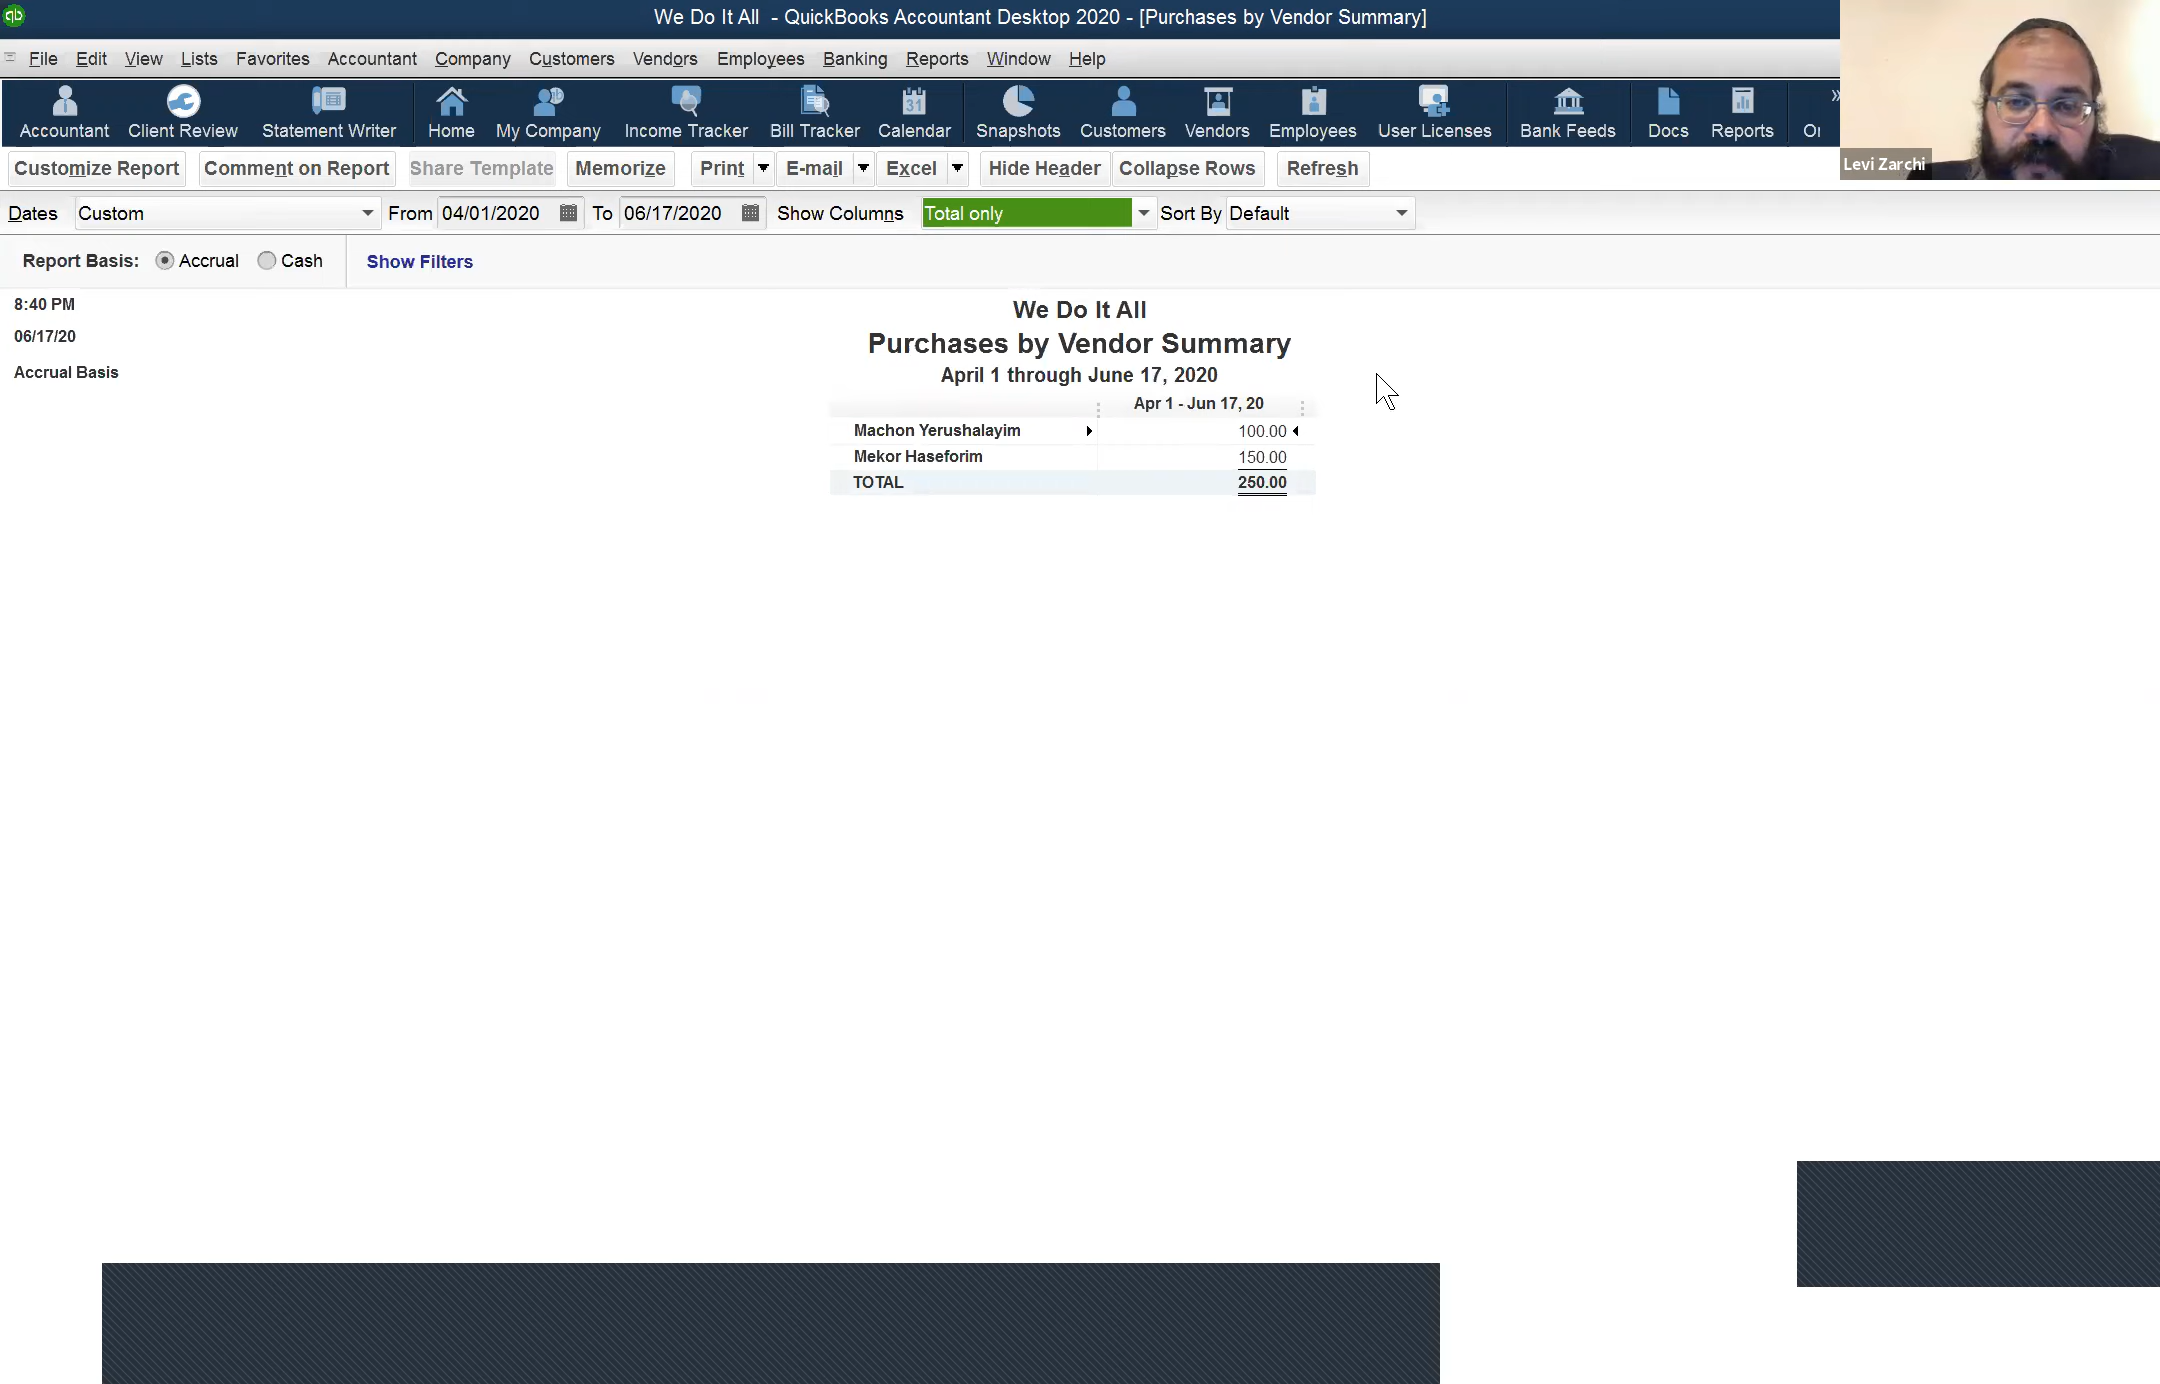 We Do It All - QuickBooks Accountant Desktop 2020 - [Purchases by Vendor Summary]
File Edit View Lists Favorites Accountant Company Customers Vendors Employees Banking Reports Window Help
Accountant Client Review Statement Writer Home My Company Income Tracker Bill Tracker Calendar Snapshots Customers Vendors Employees User Licenses Bank Feeds Docs Reports
31
Levi Zarchi
Customize Report Comment on Report Share Template Memorize Print E-mail Excel Hide Header Collapse Rows Refresh
Dates Custom From 04/01/2020 To 06/17/2020 Show Columns Total only Sort By Default
Report Basis: Accrual Cash Show Filters
8:40 PM
06/17/20
Accrual Basis
We Do It All
Purchases by Vendor Summary
April 1 through June 17, 2020
Apr 1 - Jun 17, 20
Machon Yerushalayim 100.00
Mekor Haseforim 150.00
TOTAL 250.00